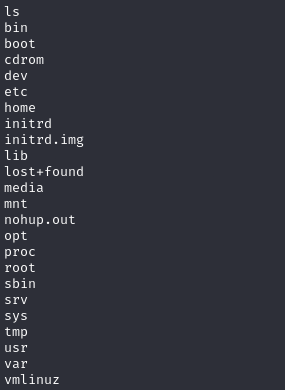 ls
bin
boot
cdrom
dev
etc
home
initrd
initrd.img
lib
lost+found
media
mnt
nohup.out
opt
proc
root
sbin
srv
sys
tmp
usr
var
vmlinuz